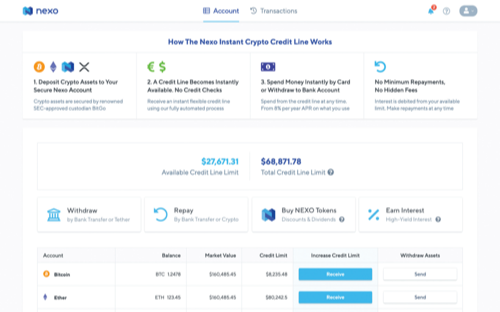 nexo
Account
Transactions
How The Nexo Instant Crypto Credit Line Works
1. Deposit Crypto Assets to Your
Secure Nexo Account
Crypto assets are secured by renowned
SEC-approved custodian BitGo
2. A Credit Line Becomes Instantly
Available. No Credit Checks
Receive an instant flexible credit line
using our fully automated process
3. Spend Money Instantly by Card
or Withdraw to Bank Account
Spend from the credit line at any time.
From 8% per year APR on what you use
No Minimum Repayments,
No Hidden Fees
Interest is debited from your available
limit. Make repayments at any time
$27,671.31
Available Credit Line Limit
$68,871.78
Total Credit Line Limit
Withdraw
by Bank Transfer or Tether
Repay
By Bank Transfer or Crypto
Buy NEXO Tokens
Discounts & Dividends
Earn Interest
High-Yield Interest
Account Balance Market Value Credit Limit Increase Credit Limit Withdraw Assets
Bitcoin BTC 1.2478 $160,485.45 $8,235.48 Receive Send
Ether ETH 123.45 $160,485.45 $80,242.5 Receive Send